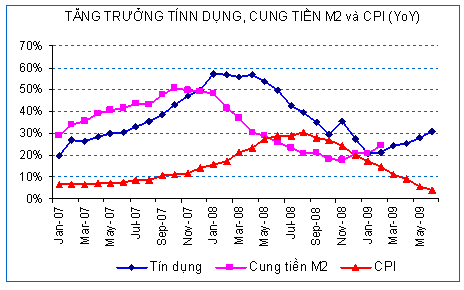 TĂNG TRƯỞNG TÍNN DỤNG, CUNG TIỀN M2 và CPI (YoY)
70%
60%
50%
40%
30%
20%
10%
0%
Jan-07
Mar-07
May-07
Jul-07
Sep-07
Nov-07
Jan-08
Mar-08
May-08
Jul-08
Sep-08
Nov-08
Jan-09
Mar-09
May-09
Tín dụng Cung tiền M2 CPI